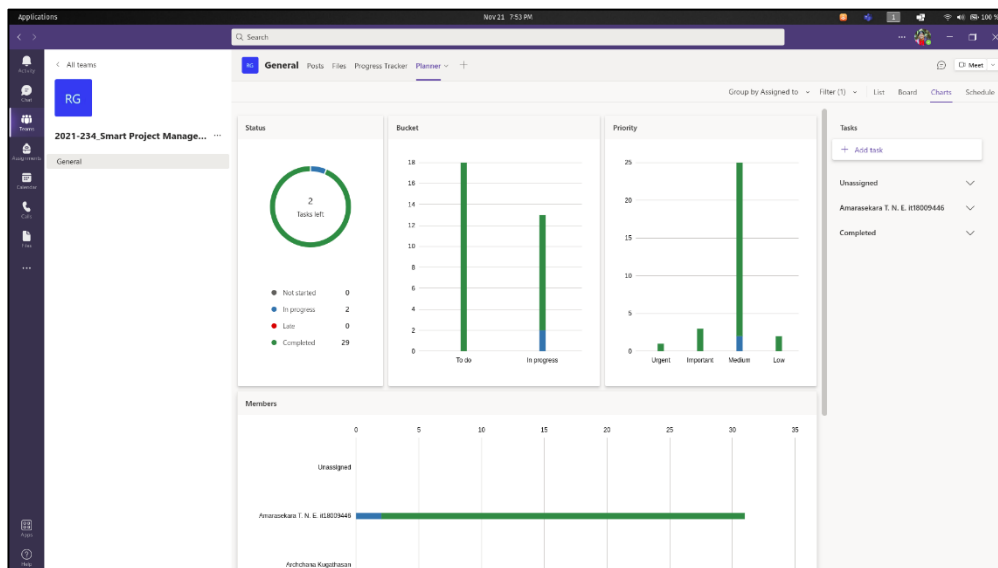 Applications
Nov 21 7:53 PM
1
100 %
Search
Activity
Chat
Teams
Assignments
Calendar
Calls
Files
Apps
Help
All teams
RG
2021-234_Smart Project Manage... ...
General
RG General Posts Files Progress Tracker Planner +
Meet
Group by Assigned to Filter (1) List Board Charts Schedule
Status
2
Tasks left
Not started 0
In progress 2
Late 0
Completed 29
Bucket
18
16
14
12
10
8
6
4
2
0
To do In progress
Priority
25
20
15
10
5
0
Urgent Important Medium Low
Tasks
+ Add task
Unassigned
Amarasekara T. N. E. it18009446
Completed
Members
0 5 10 15 20 25 30 35
Unassigned
Amarasekara T. N. E. it18009446
Archchana Kugathasan